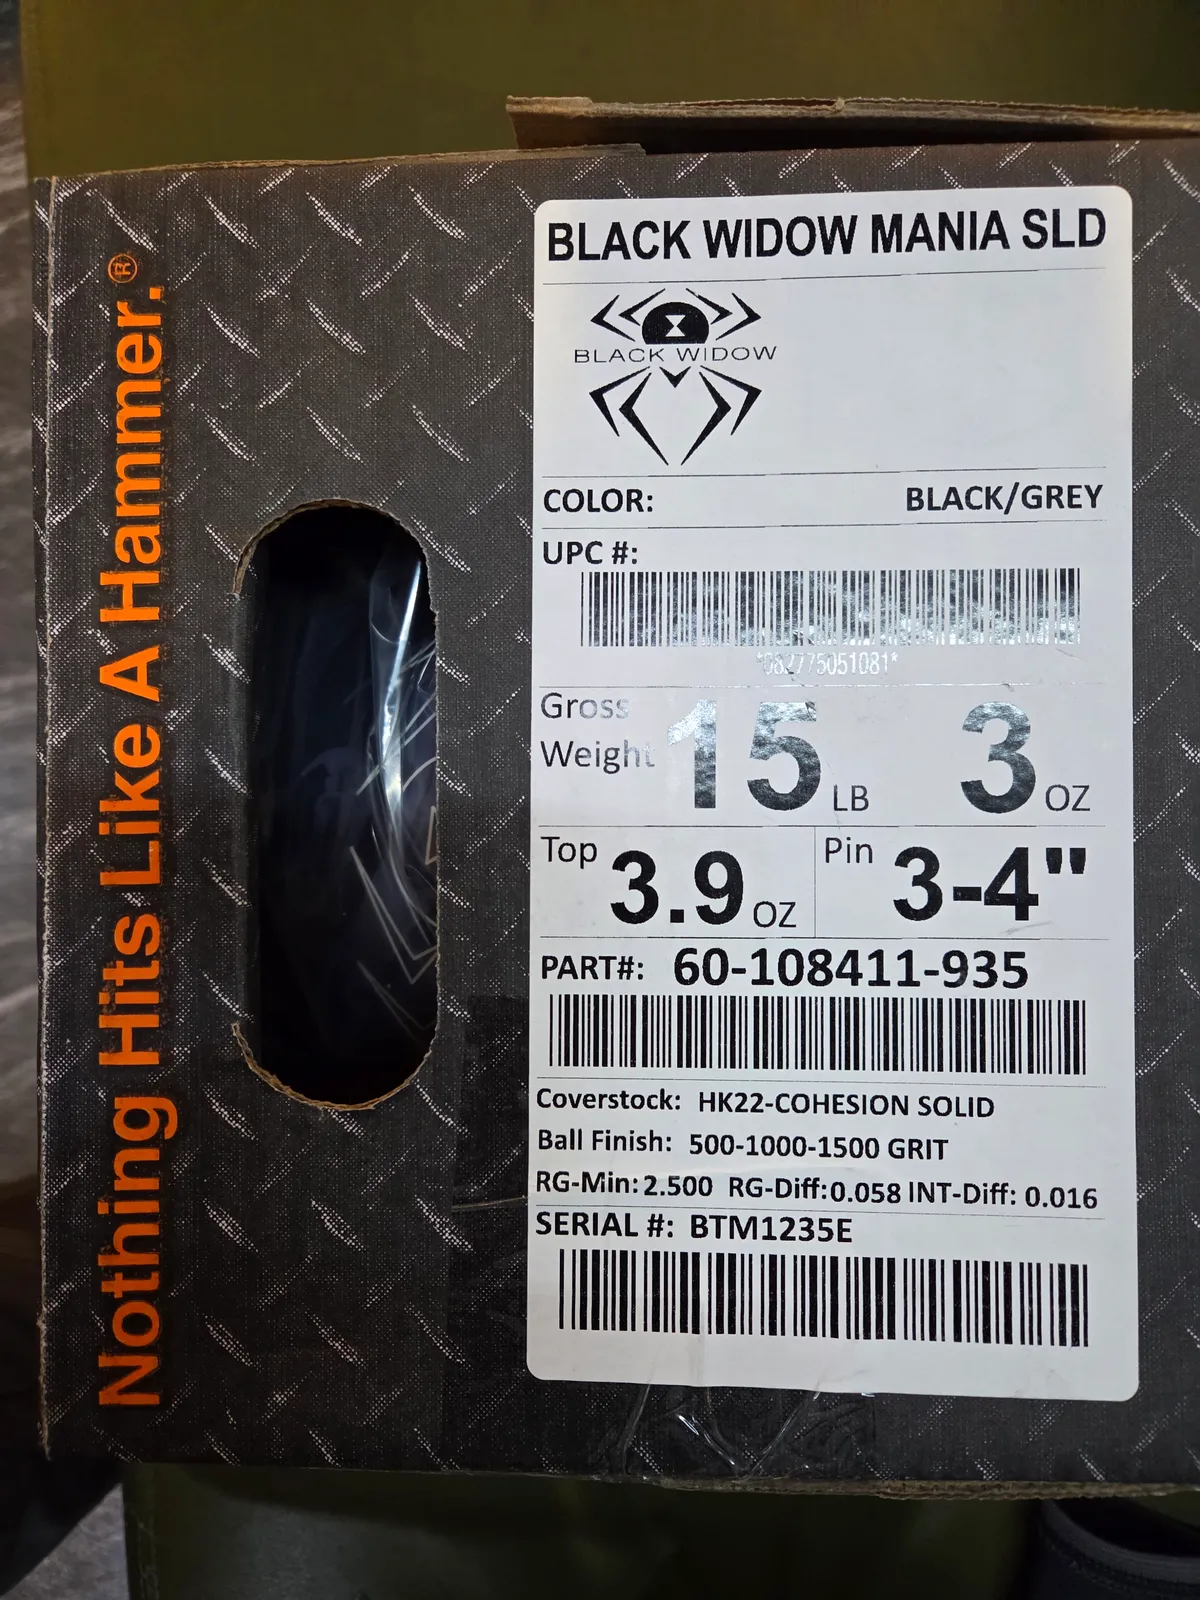 Nothing Hits Like A Hammer.®
BLACK WIDOW MANIA SLD
BLACK WIDOW
COLOR: BLACK/GREY
UPC #:
*082775051081*
Gross Weight 15 LB 3 OZ
Top 3.9 OZ Pin 3-4"
PART#: 60-108411-935
Coverstock: HK22-COHESION SOLID
Ball Finish: 500-1000-1500 GRIT
RG-Min: 2.500 RG-Diff: 0.058 INT-Diff: 0.016
SERIAL #: BTM1235E